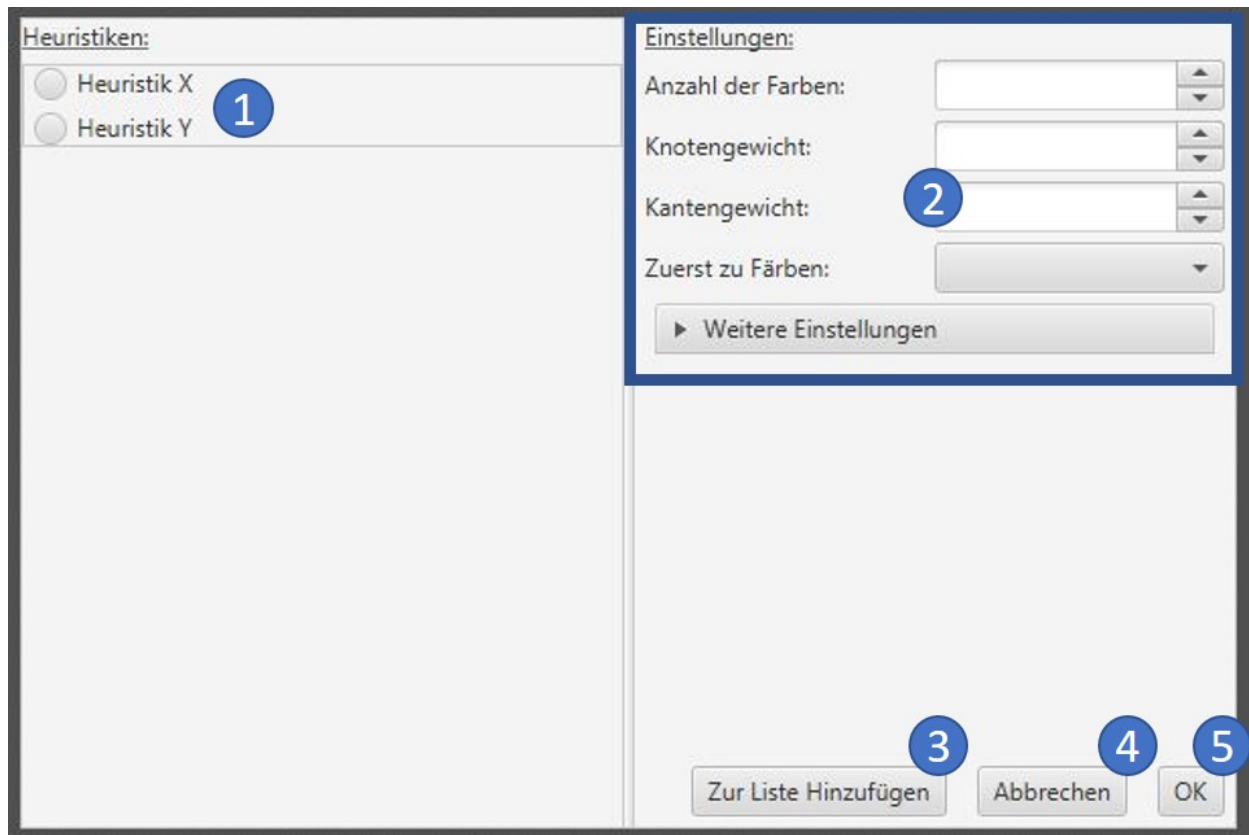 Heuristiken:
Heuristik X
1
Heuristik Y
Einstellungen:
Anzahl der Farben:
Knotengewicht:
Kantengewicht:
2
Zuerst zu Färben:
Weitere Einstellungen
3
4
5
Zur Liste Hinzufügen
Abbrechen
OK